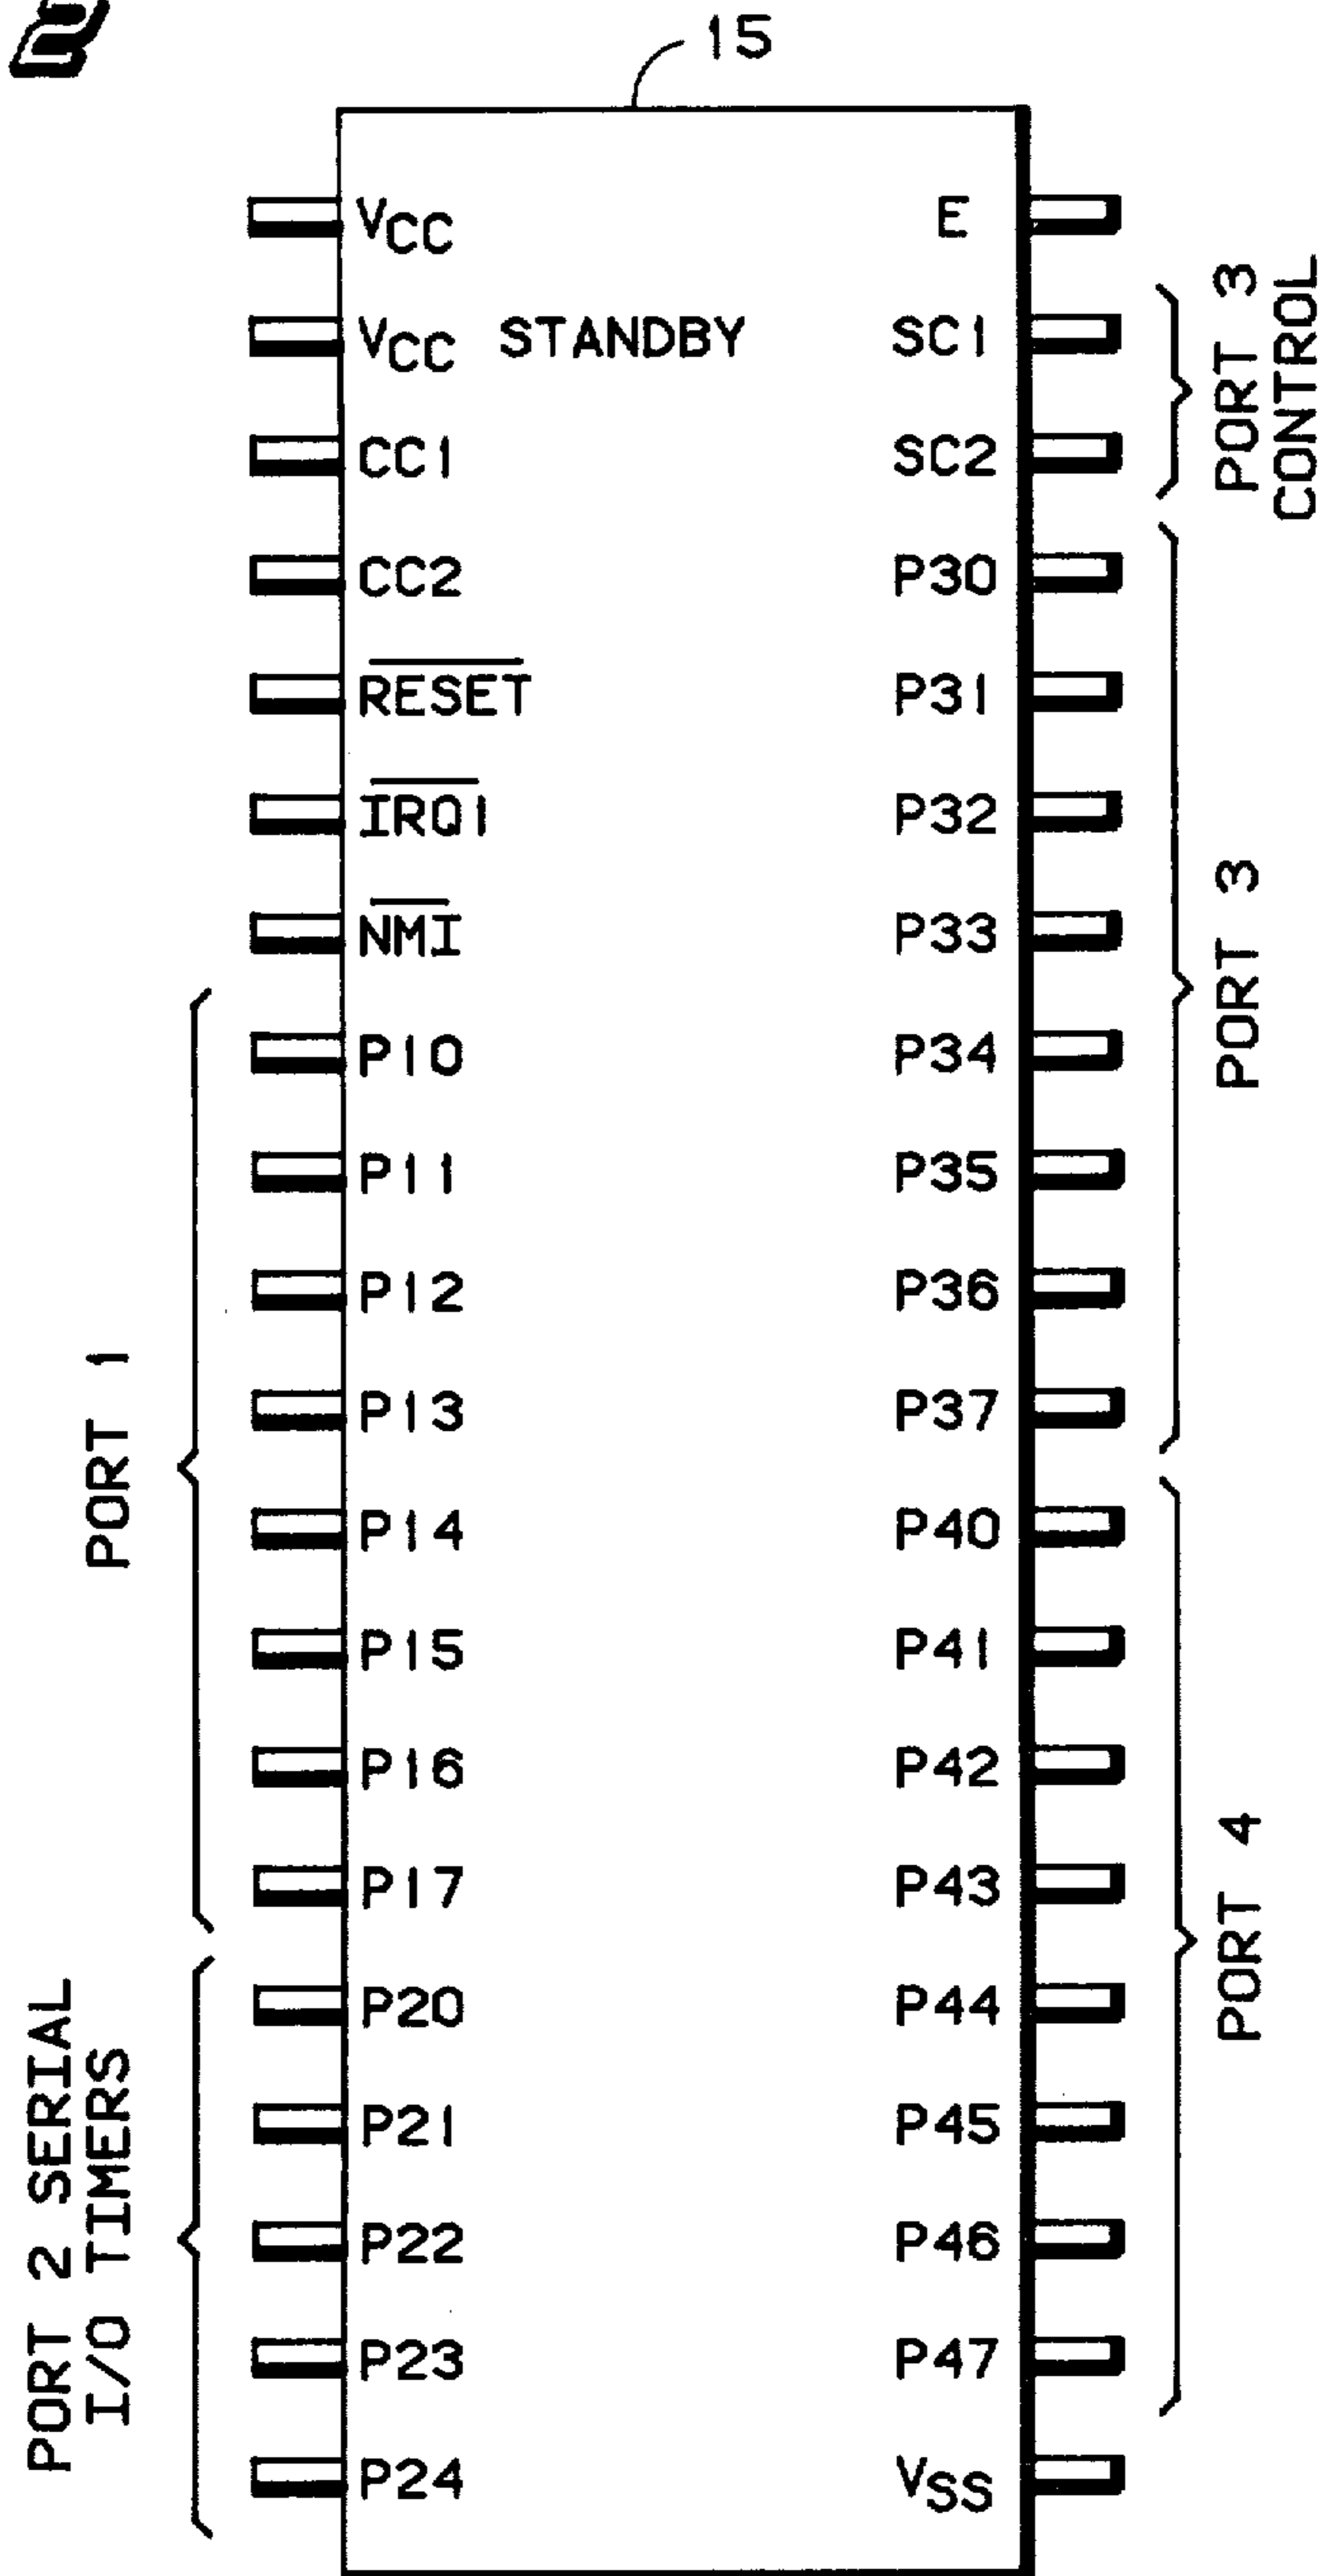 2
15
VCC E
VCC STANDBY SC1
CC1 SC2
CC2 P30
RESET P31
IRQ1 P32
NMI P33
P10 P34
P11 P35
P12 P36
P13 P37
P14 P40
P15 P41
P16 P42
P17 P43
P20 P44
P21 P45
P22 P46
P23 P47
P24 VSS
PORT 1
PORT 2 SERIAL
I/O TIMERS
PORT 3
CONTROL
PORT 3
PORT 4